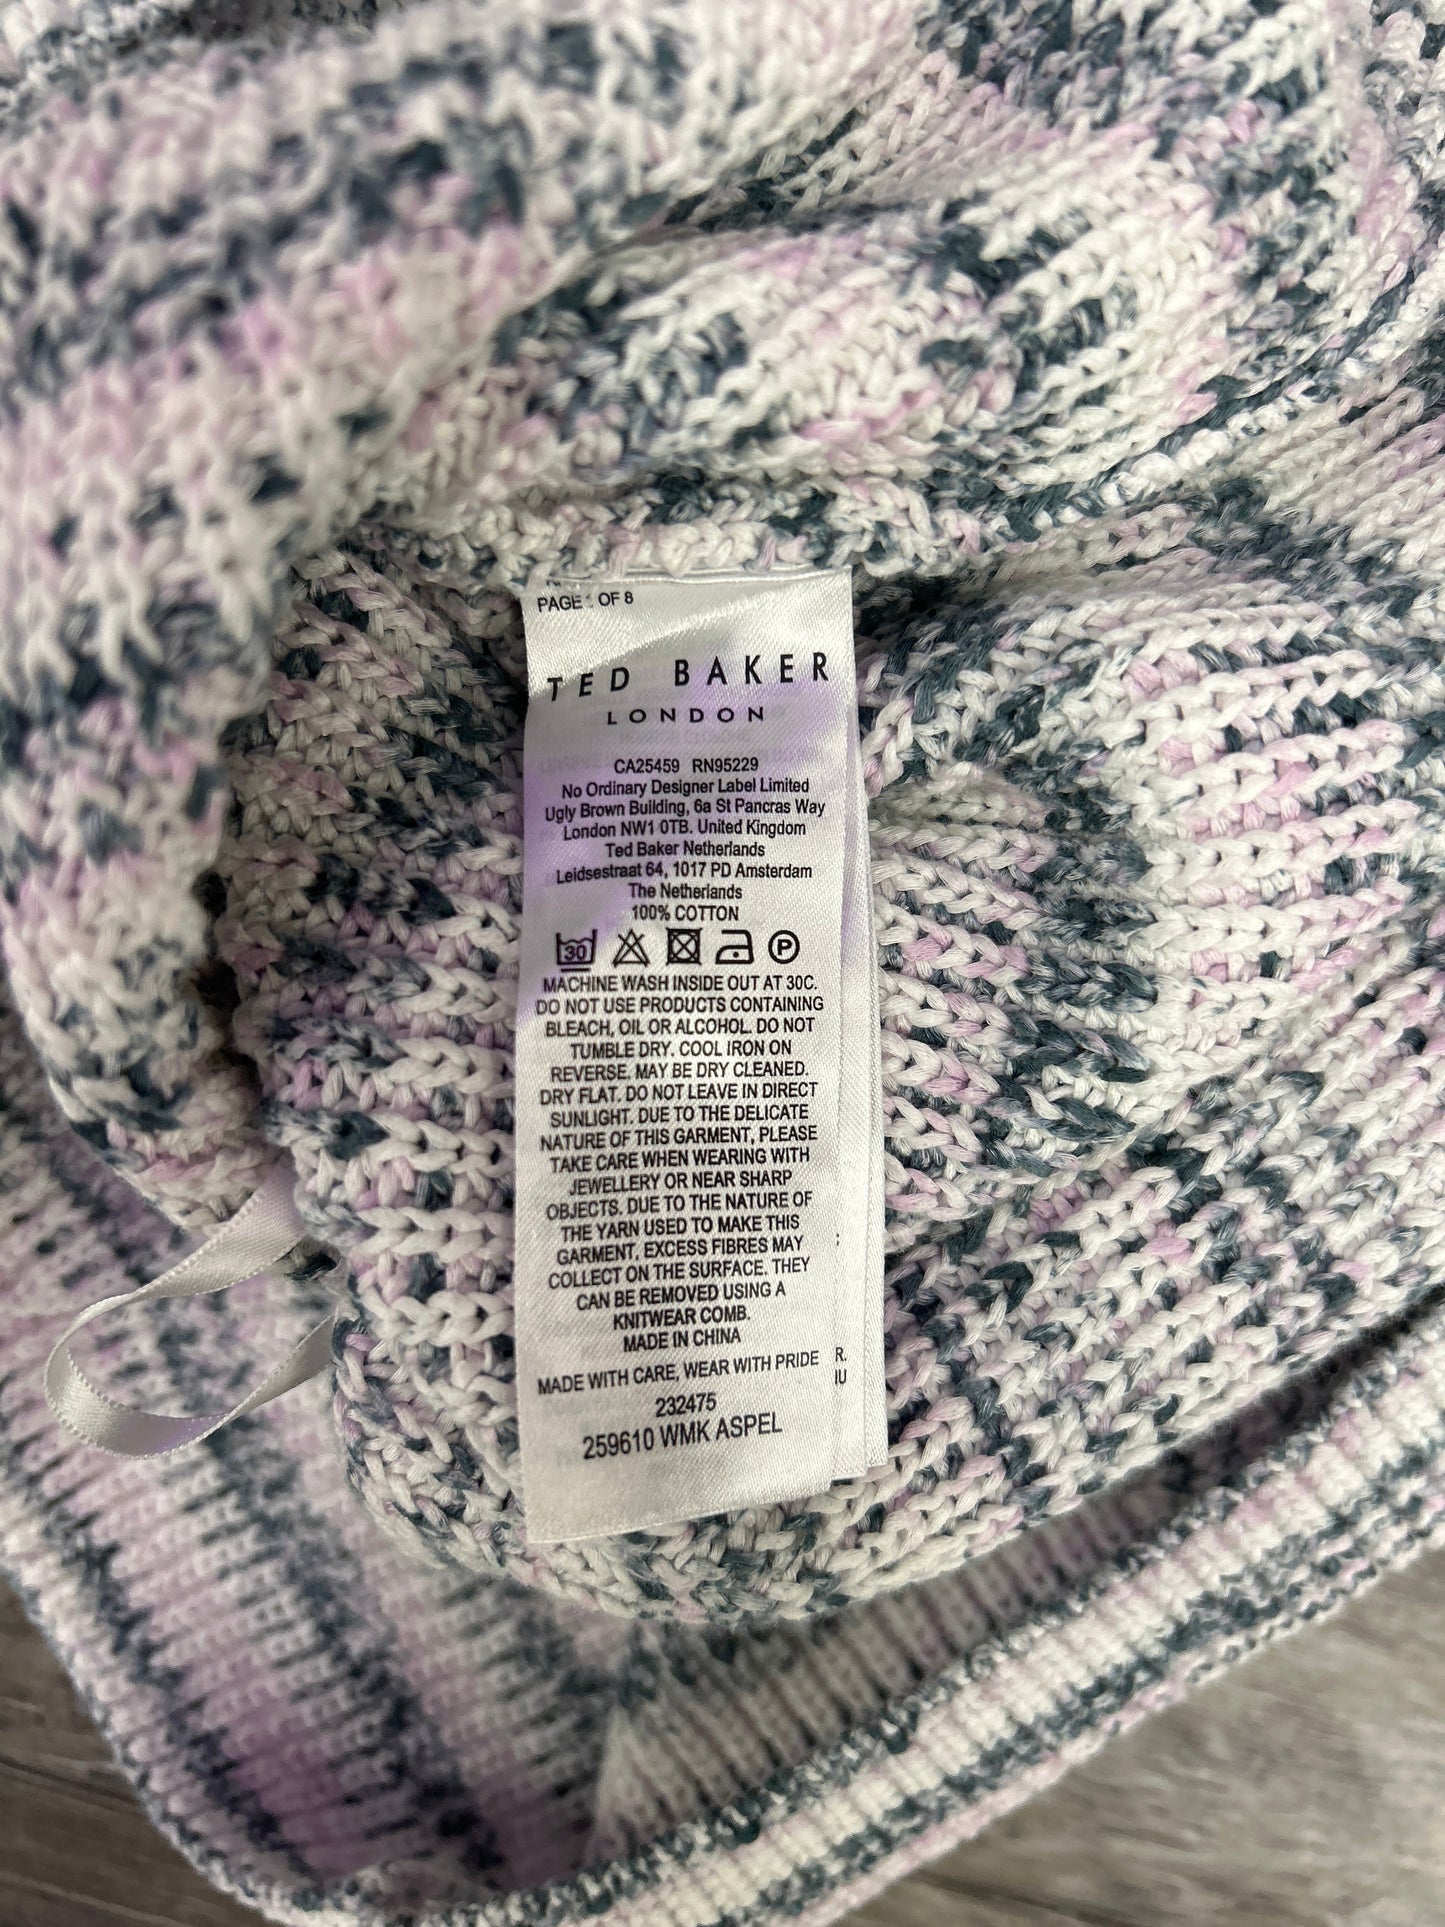 PAGE OF 8
TED BAKER
LONDON
CA25459 RN95229
No Ordinary Designer Label Limited
Ugly Brown Building, 6a St Pancras Way
London NW1 0TB. United Kingdom
Ted Baker Netherlands
Leidsestraat 64, 1017 PD Amsterdam
The Netherlands
100% COTTON
30 P
MACHINE WASH INSIDE OUT AT 30C.
DO NOT USE PRODUCTS CONTAINING
BLEACH, OIL OR ALCOHOL. DO NOT
TUMBLE DRY. COOL IRON ON
REVERSE. MAY BE DRY CLEANED.
DRY FLAT. DO NOT LEAVE IN DIRECT
SUNLIGHT. DUE TO THE DELICATE
NATURE OF THIS GARMENT, PLEASE
TAKE CARE WHEN WEARING WITH
JEWELLERY OR NEAR SHARP
OBJECTS. DUE TO THE NATURE OF
THE YARN USED TO MAKE THIS
GARMENT, EXCESS FIBRES MAY
COLLECT ON THE SURFACE. THEY
CAN BE REMOVED USING A
KNITWEAR COMB.
MADE IN CHINA
MADE WITH CARE, WEAR WITH PRIDE
232475
259610 WMK ASPEL